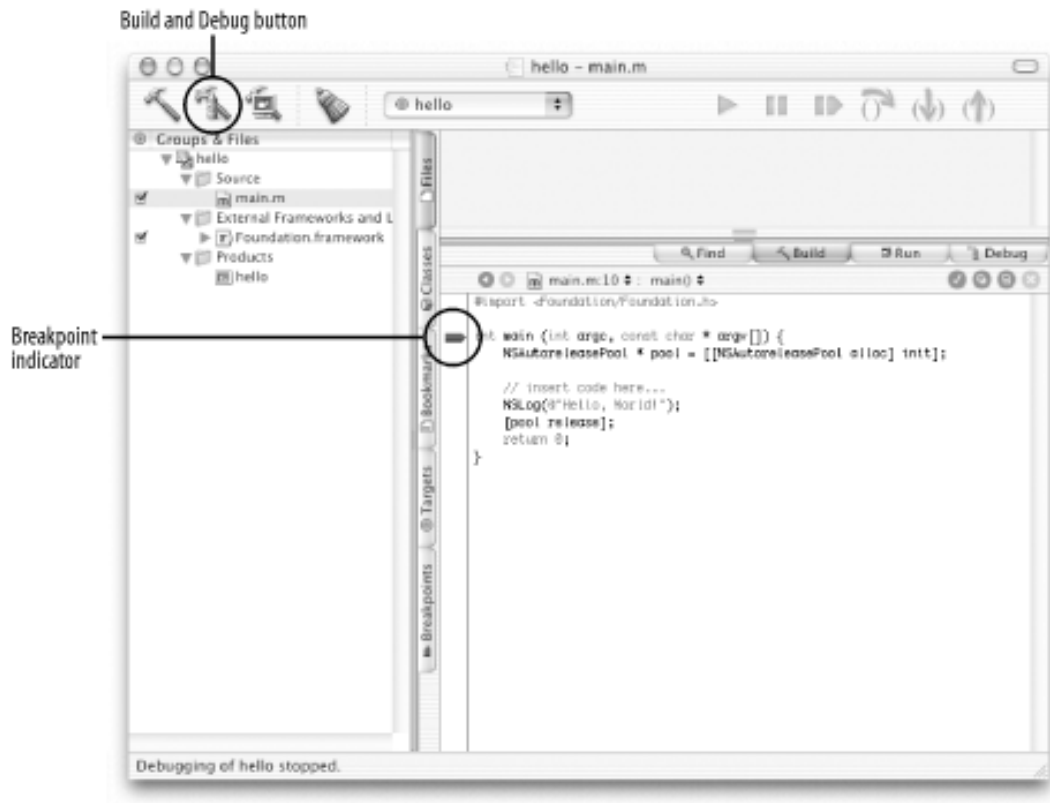 Build and Debug button
hello – main.m
hello
Groups & Files
hello
Source
main.m
External Frameworks and L
Foundation.framework
Products
hello
Files
Classes
Bookmar
Targets
Breakpoints
Find
Build
Run
Debug
main.m:10 : main()
#import <Foundation/Foundation.h>
nt main (int argc, const char * argv[]) {
NSAutoreleasePool * pool = [[NSAutoreleasePool alloc] init];
// insert code here...
NSLog(@"Hello, World!");
[pool release];
return 0;
}
Breakpoint
indicator
Debugging of hello stopped.